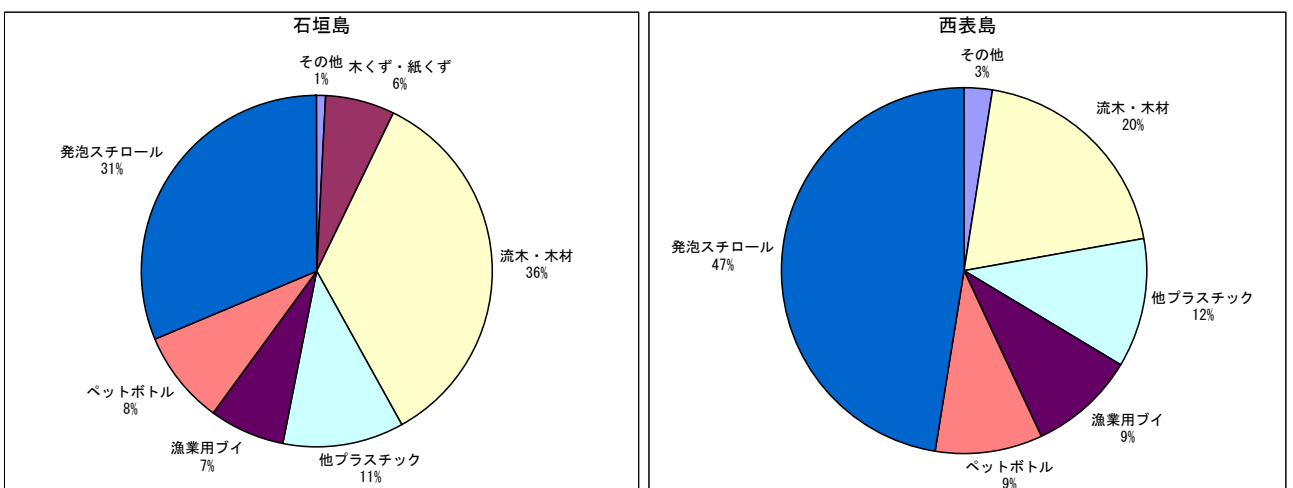 石垣島
その他
1%
木くず・紙くず
6%
流木・木材
36%
他プラスチック
11%
漁業用ブイ
7%
ペットボトル
8%
発泡スチロール
31%
西表島
その他
3%
流木・木材
20%
他プラスチック
12%
漁業用ブイ
9%
ペットボトル
9%
発泡スチロール
47%